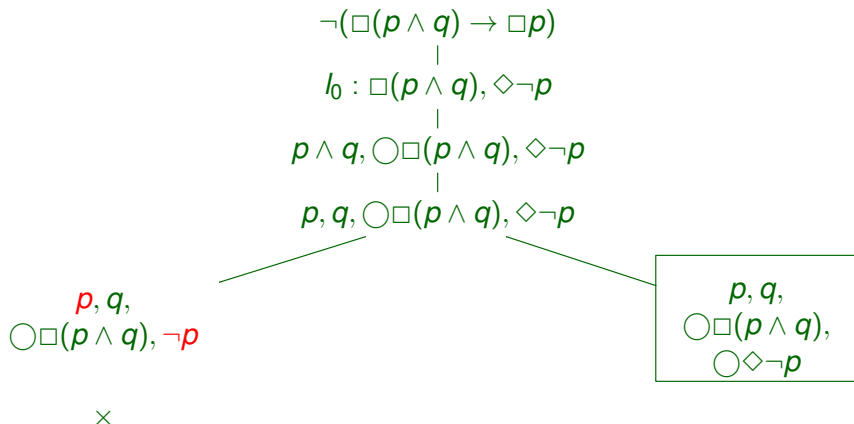 ¬(□(p ∧ q) → □p)
l₀ : □(p ∧ q), ◇¬p
p ∧ q, ◯□(p ∧ q), ◇¬p
p, q, ◯□(p ∧ q), ◇¬p
p, q,
◯□(p ∧ q), ¬p
×
p, q,
◯□(p ∧ q),
◯◇¬p